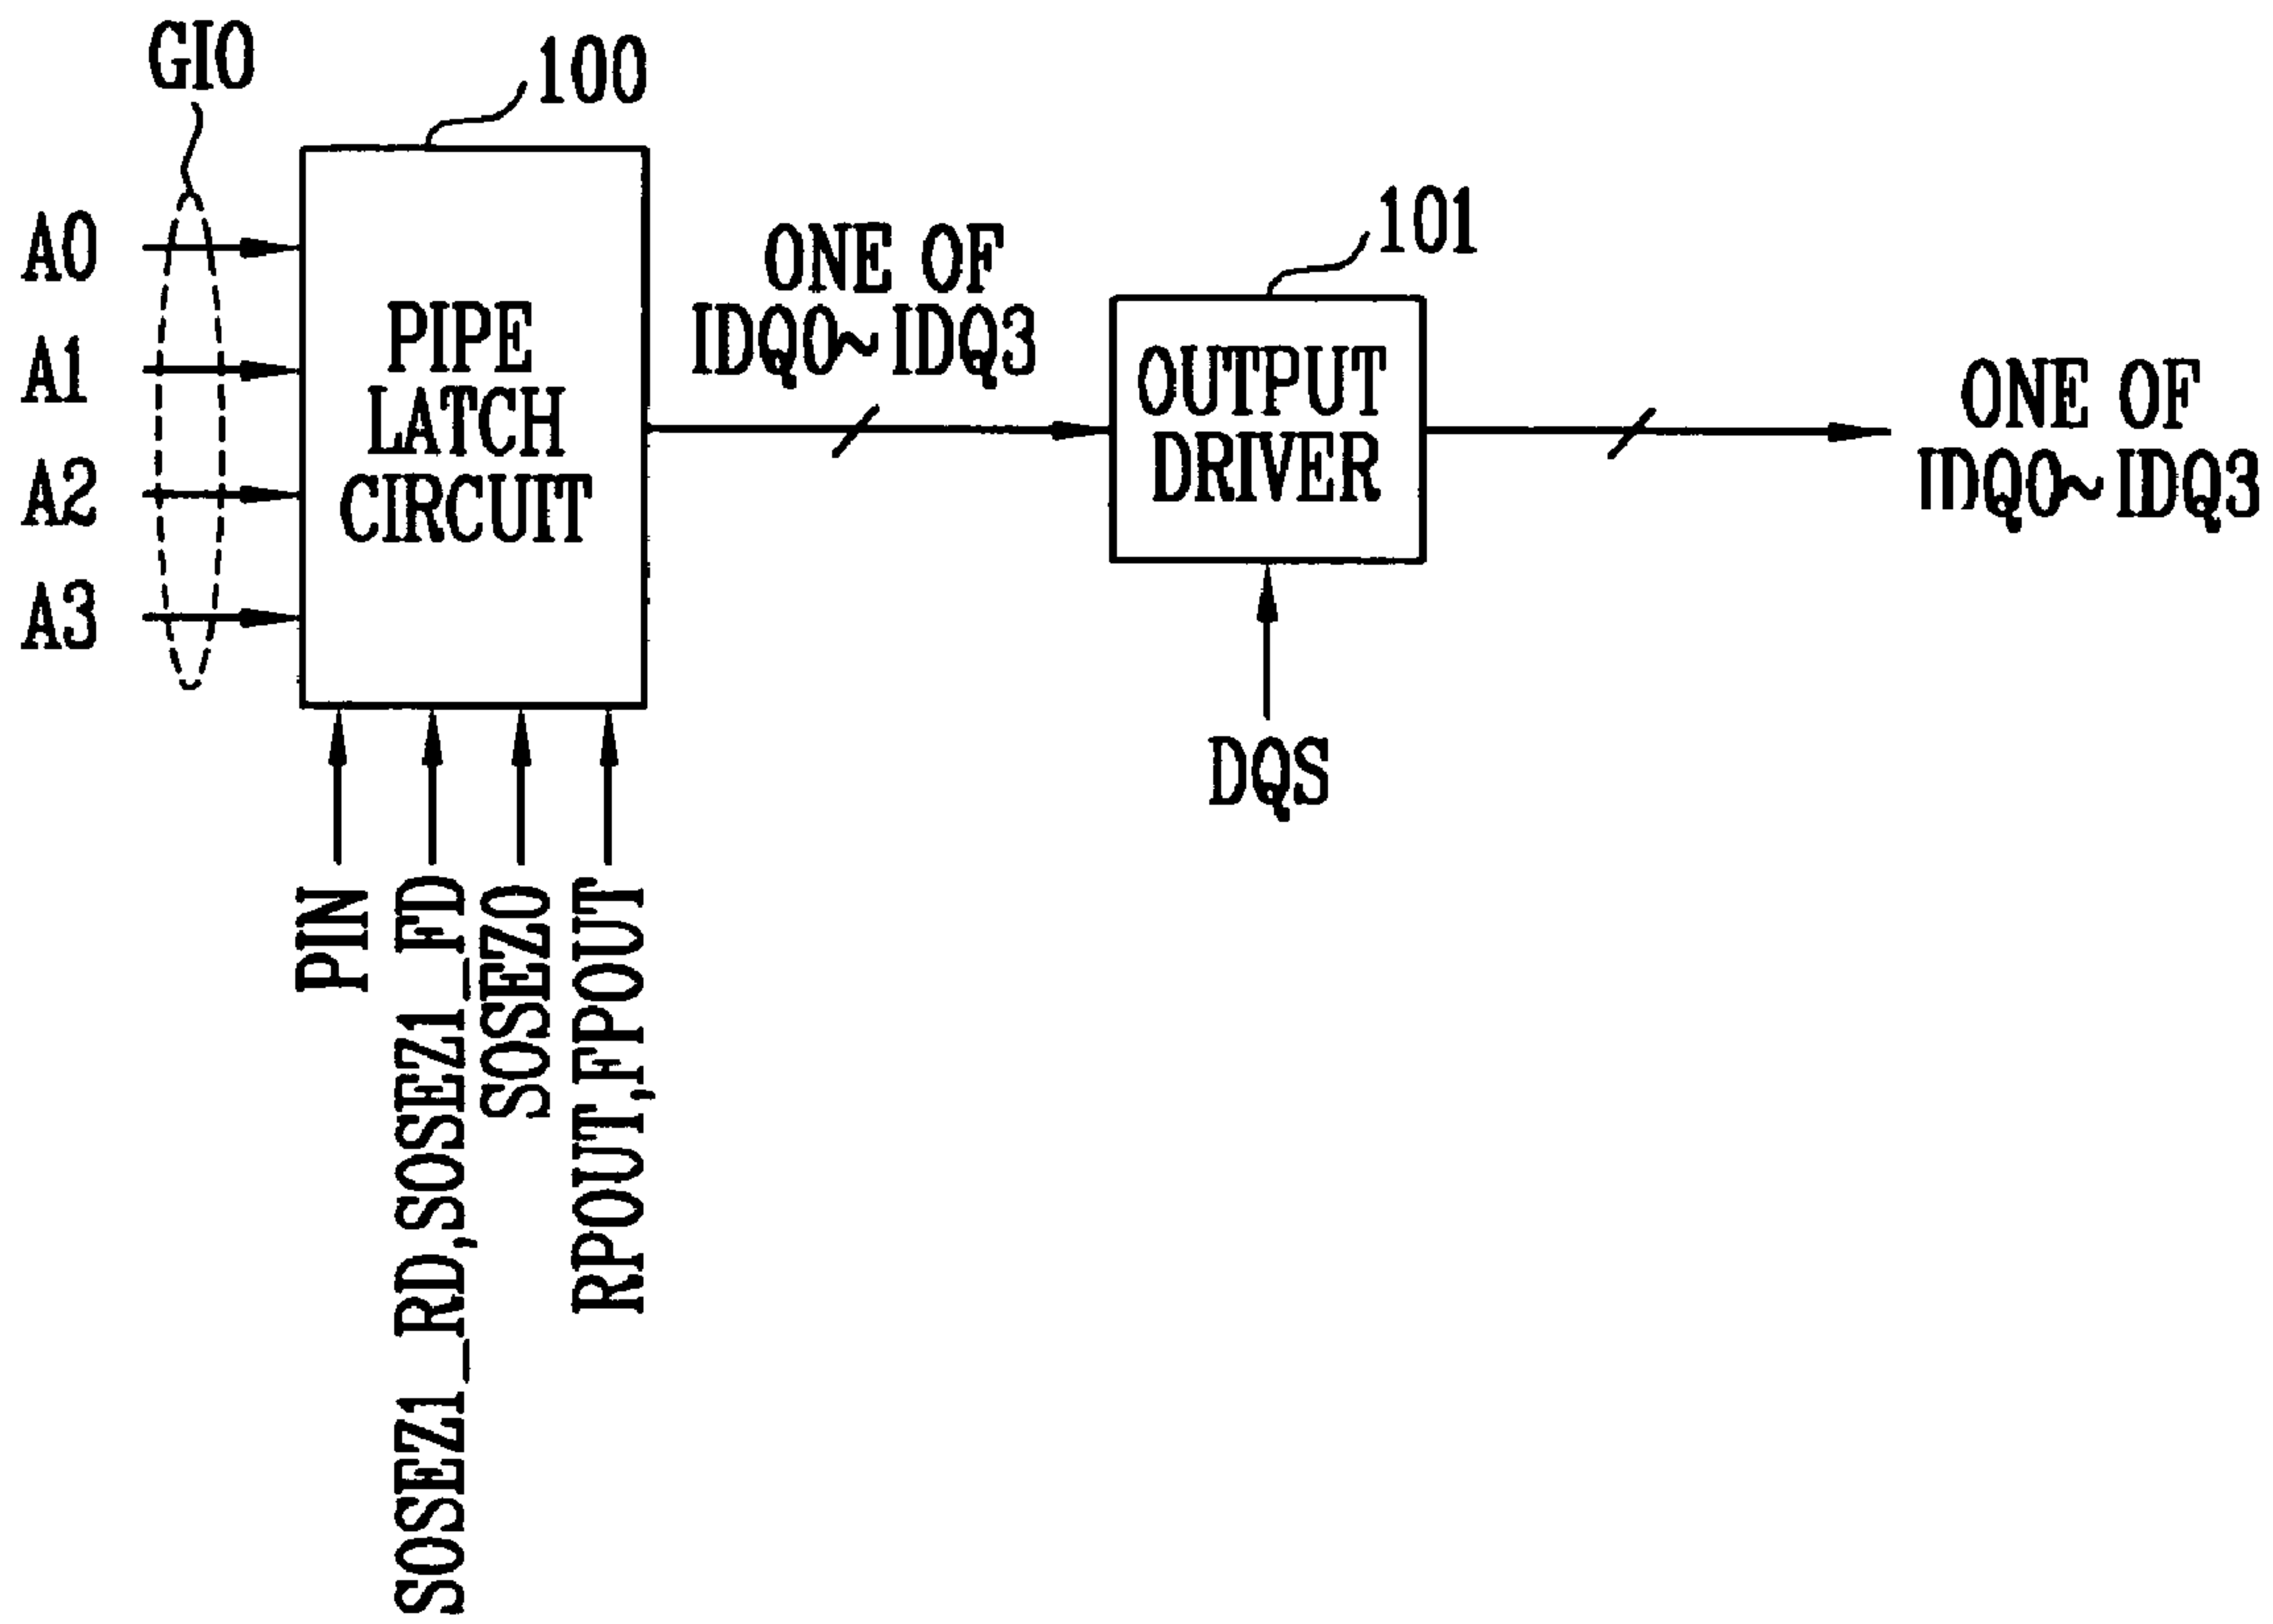 GIO
100
A0
A1
A2
A3
PIPE
LATCH
CIRCUIT
ONE OF
IDQ0~IDQ3
101
OUTPUT
DRIVER
ONE OF
IDQ0~IDQ3
DQS
PIN
SOSEZ1_RD,SOSEZ1_FD
SOSEZ0
RPOUT,FPOUT